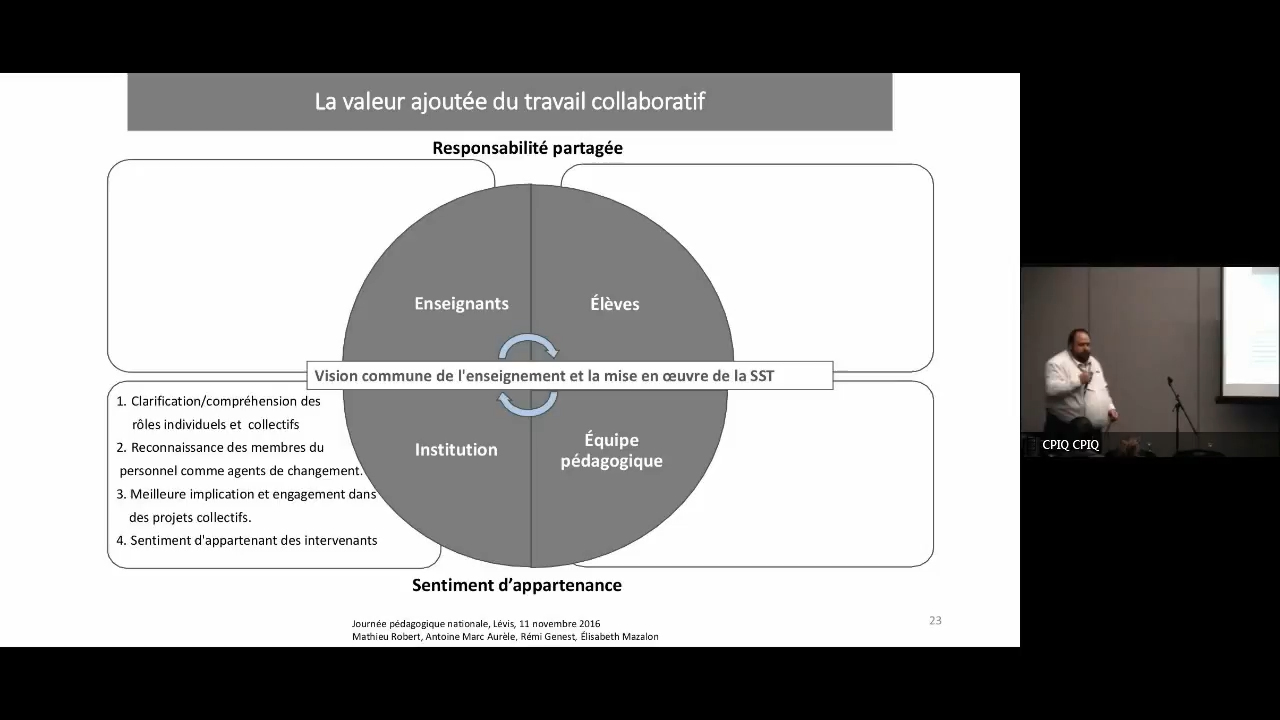 La valeur ajoutée du travail collaboratif
Responsabilité partagée
Enseignants
Élèves
Vision commune de l'enseignement et la mise en œuvre de la SST
1. Clarification/compréhension des
rôles individuels et collectifs
2. Reconnaissance des membres du
personnel comme agents de changement.
3. Meilleure implication et engagement dans
des projets collectifs.
4. Sentiment d'appartenant des intervenants
Institution
Équipe
pédagogique
Sentiment d’appartenance
Journée pédagogique nationale, Lévis, 11 novembre 2016
Mathieu Robert, Antoine Marc Aurèle, Rémi Genest, Élisabeth Mazalon
23
CPIQ CPIQ